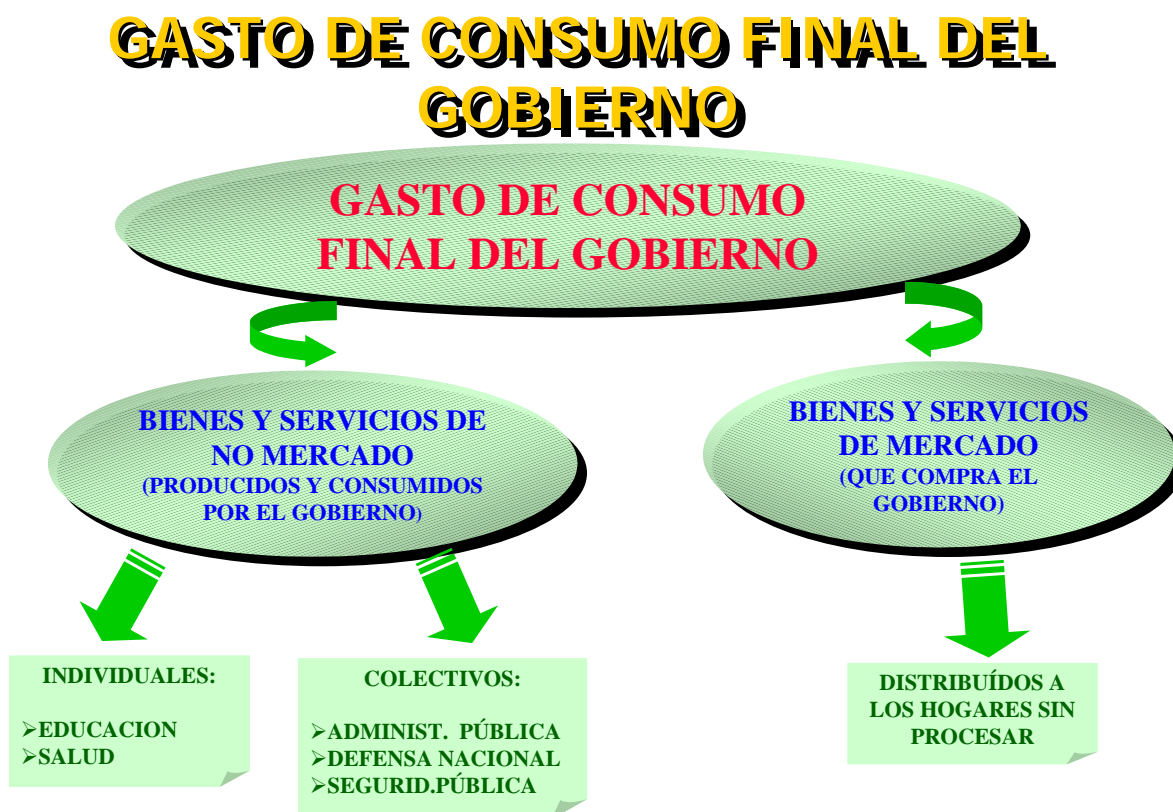 GASTO DE CONSUMO FINAL DEL
GOBIERNO
GASTO DE CONSUMO
FINAL DEL GOBIERNO
BIENES Y SERVICIOS DE
NO MERCADO
(PRODUCIDOS Y CONSUMIDOS
POR EL GOBIERNO)
BIENES Y SERVICIOS
DE MERCADO
(QUE COMPRA EL
GOBIERNO)
INDIVIDUALES:
➢EDUCACION
➢SALUD
COLECTIVOS:
➢ADMINIST. PÚBLICA
➢DEFENSA NACIONAL
➢SEGURID.PÚBLICA
DISTRIBUÍDOS A
LOS HOGARES SIN
PROCESAR